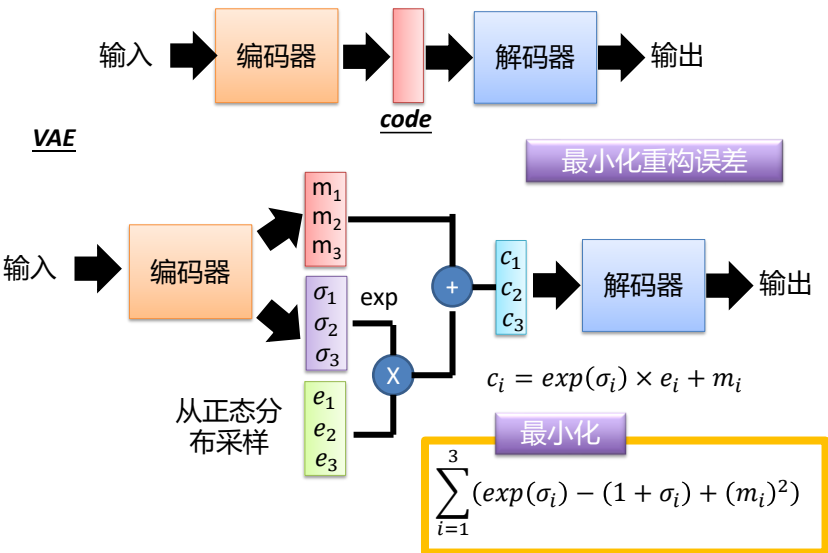 输入
编码器
解码器
输出
code
VAE
最小化重构误差
输入
编码器
m₁
m₂
m₃
σ₁
σ₂
σ₃
exp
从正态分
布采样
e₁
e₂
e₃
X
+
c₁
c₂
c₃
解码器
输出
cᵢ = exp(σᵢ) × eᵢ + mᵢ
最小化
3
∑(exp(σᵢ) − (1 + σᵢ) + (mᵢ)²)
i=1